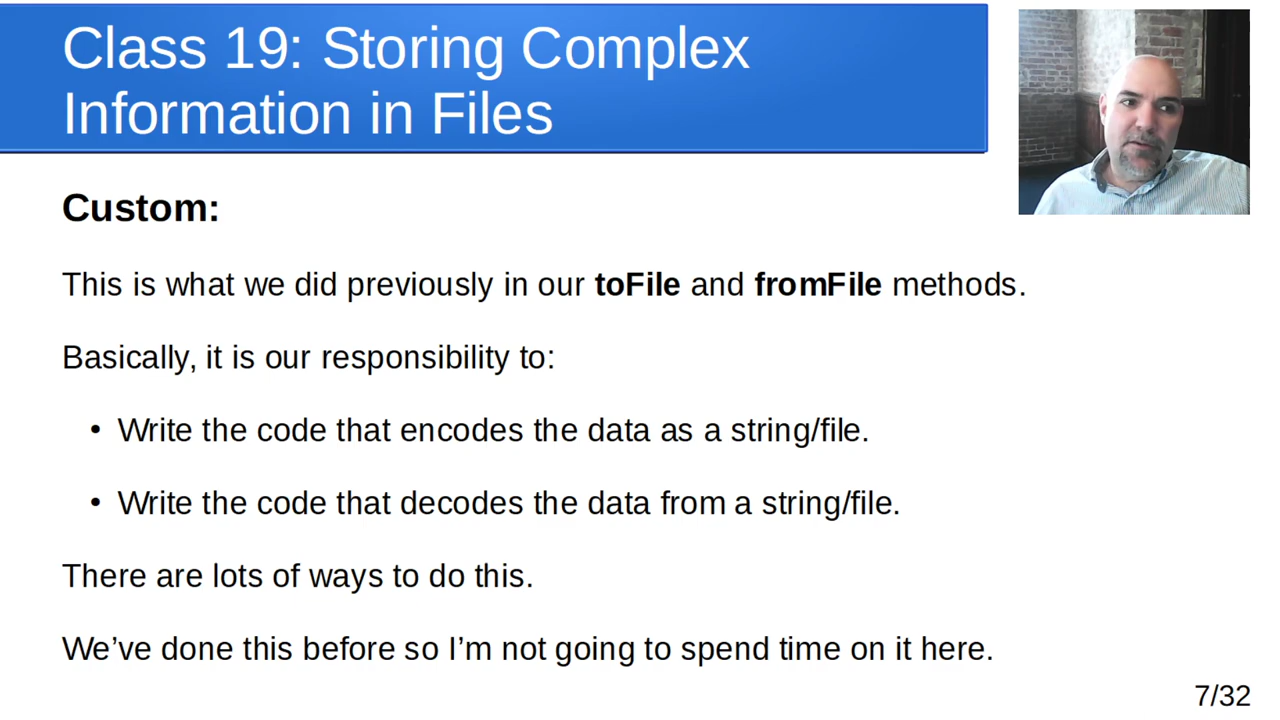 Class 19: Storing Complex
Information in Files
Custom:
This is what we did previously in our toFile and fromFile methods.
Basically, it is our responsibility to:
• Write the code that encodes the data as a string/file.
• Write the code that decodes the data from a string/file.
There are lots of ways to do this.
We’ve done this before so I’m not going to spend time on it here.
7/32